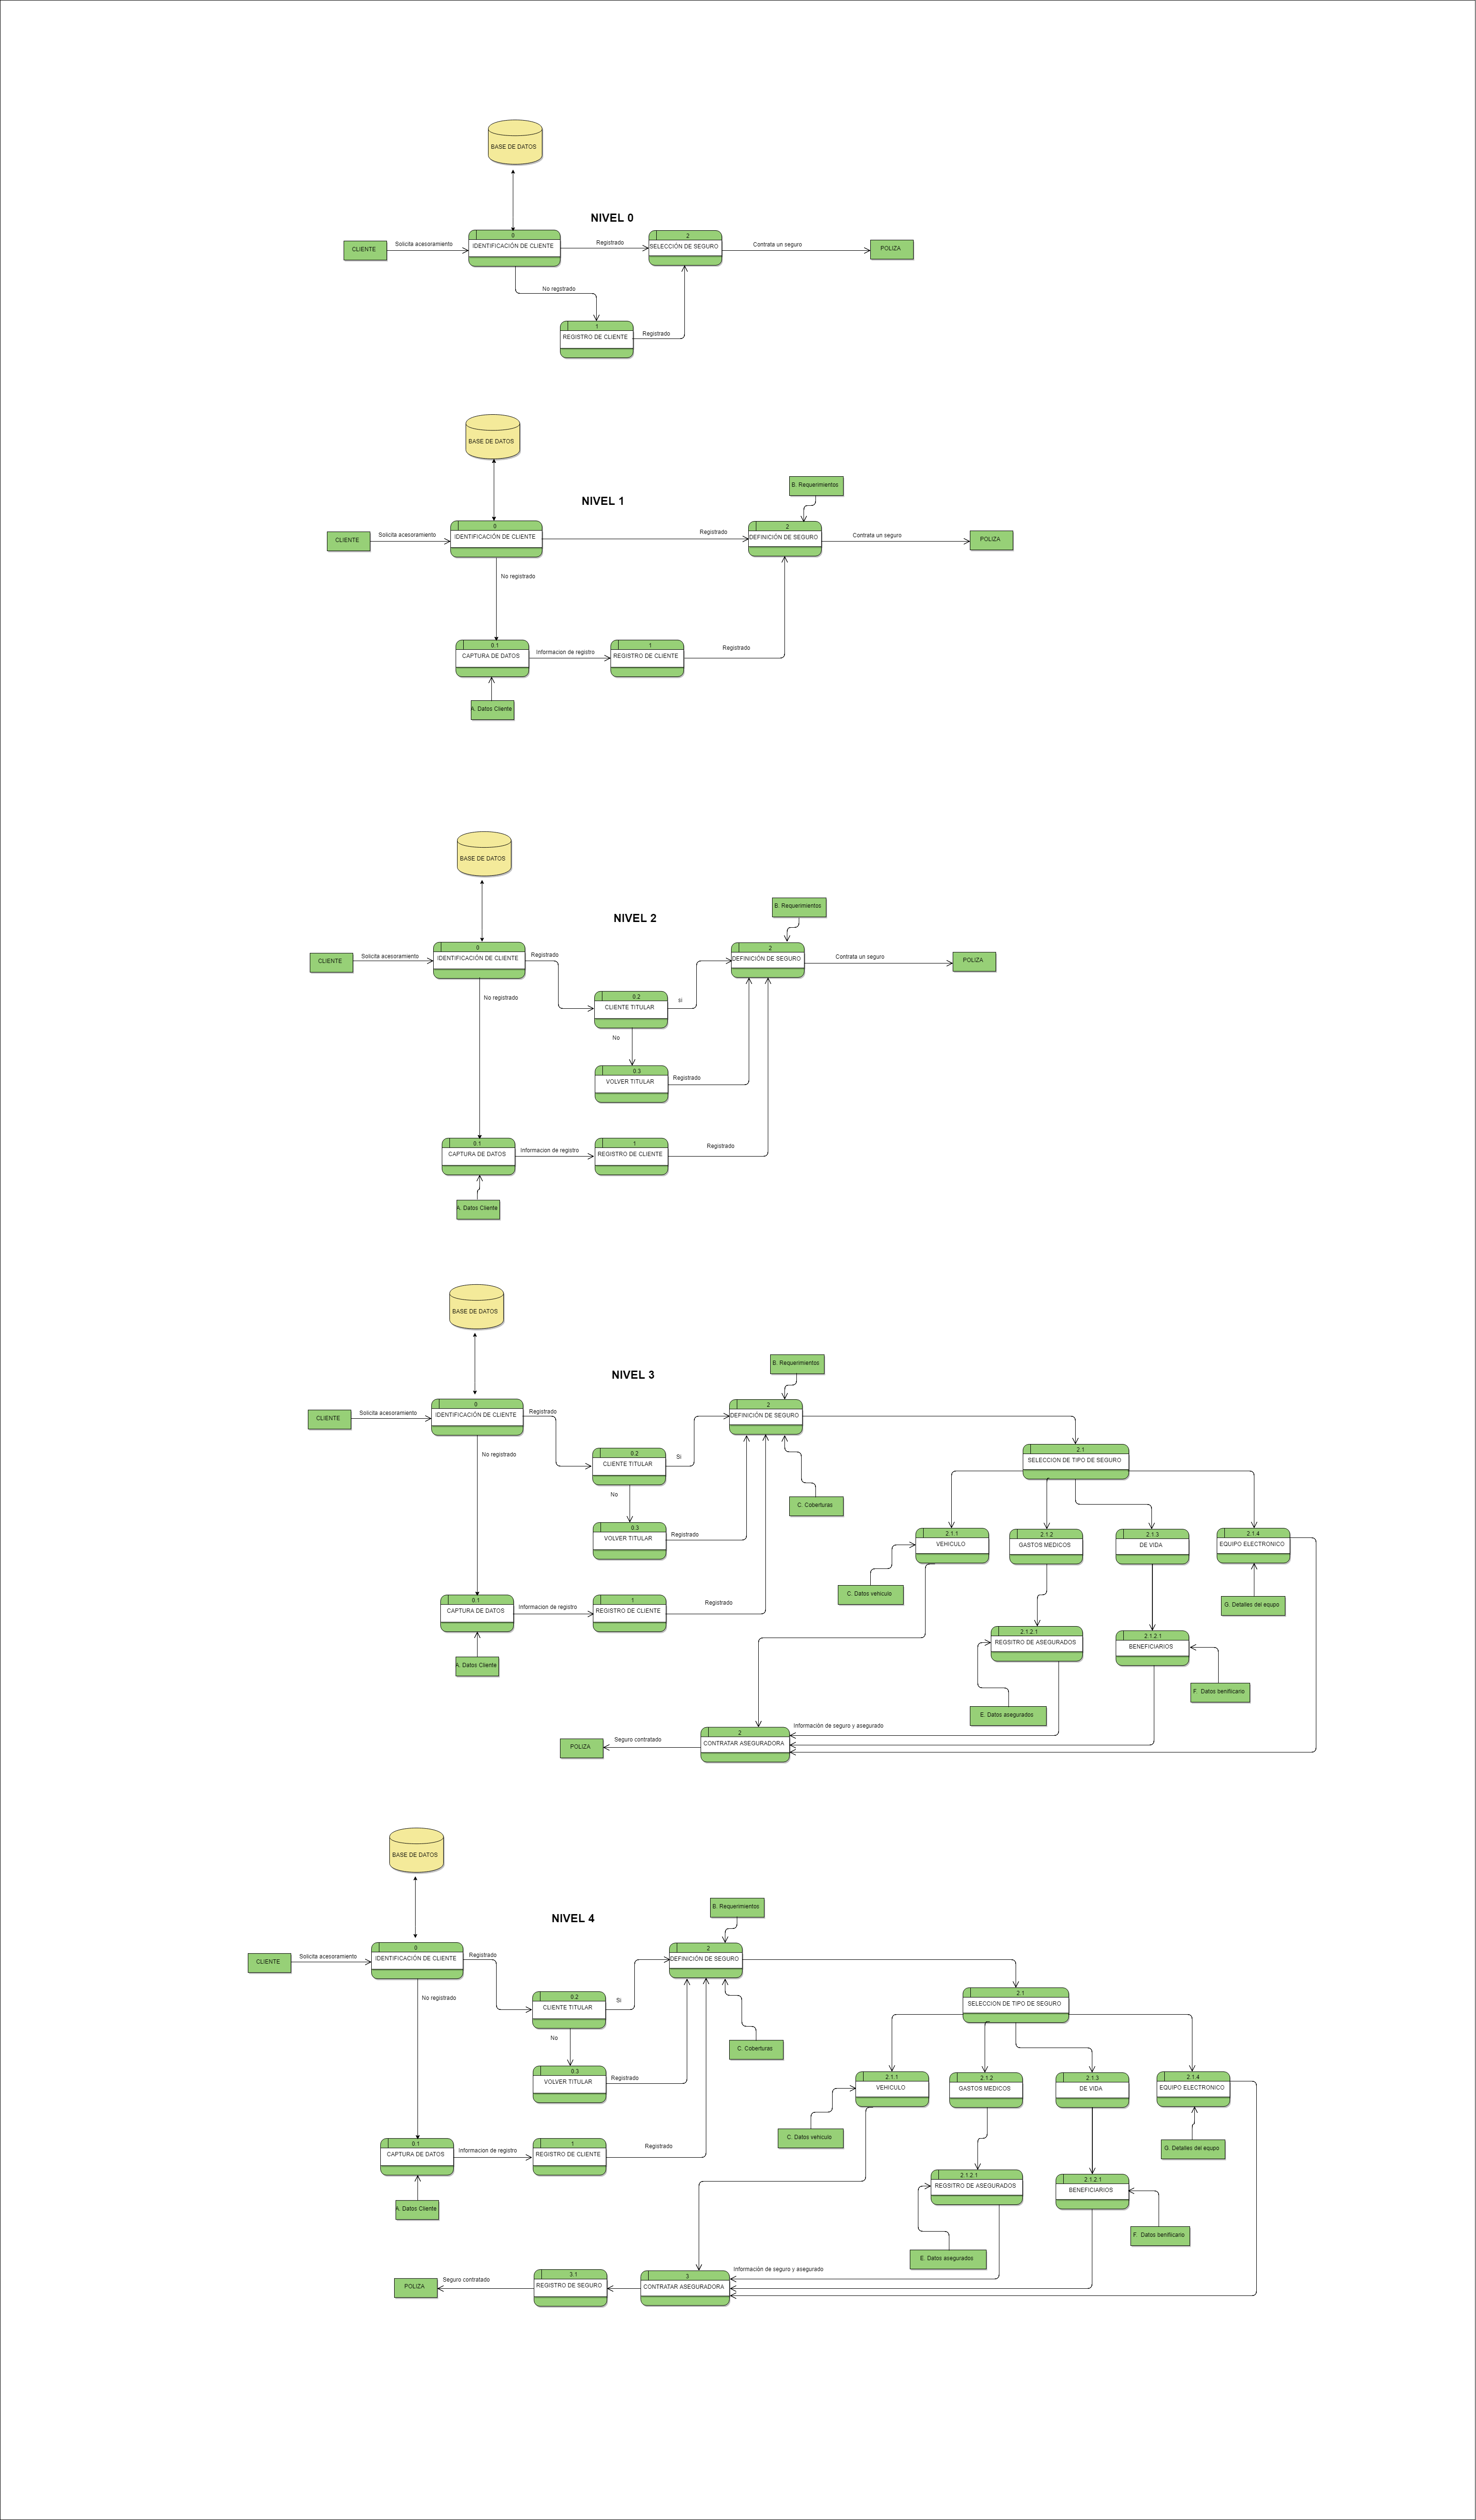 BASE DE DATOS
NIVEL 0
0
IDENTIFICACIÓN DE CLIENTE
CLIENTE
Solicita acesoramiento
Registrado
2
SELECCIÓN DE SEGURO
Contrata un seguro
POLIZA
No regstrado
1
REGISTRO DE CLIENTE
Registrado
BASE DE DATOS
NIVEL 1
B. Requerimientos
0
IDENTIFICACIÓN DE CLIENTE
CLIENTE
Solicita acesoramiento
Registrado
2
DEFINICIÓN DE SEGURO
Contrata un seguro
POLIZA
No registrado
0.1
CAPTURA DE DATOS
Informacion de registro
1
REGISTRO DE CLIENTE
Registrado
A. Datos Cliente
BASE DE DATOS
NIVEL 2
B. Requerimientos
0
IDENTIFICACIÓN DE CLIENTE
CLIENTE
Solicita acesoramiento
Registrado
2
DEFINICIÓN DE SEGURO
Contrata un seguro
POLIZA
No registrado
0.2
CLIENTE TITULAR
si
No
0.3
VOLVER TITULAR
Registrado
0.1
CAPTURA DE DATOS
Informacion de registro
1
REGISTRO DE CLIENTE
Registrado
A. Datos Cliente
BASE DE DATOS
NIVEL 3
B. Requerimientos
0
IDENTIFICACIÓN DE CLIENTE
CLIENTE
Solicita acesoramiento
Registrado
2
DEFINICIÓN DE SEGURO
2.1
SELECCION DE TIPO DE SEGURO
No registrado
0.2
CLIENTE TITULAR
Si
No
C. Coberturas
0.3
VOLVER TITULAR
Registrado
2.1.1
VEHICULO
2.1.2
GASTOS MEDICOS
2.1.3
DE VIDA
2.1.4
EQUIPO ELECTRONICO
C. Datos vehiculo
G. Detalles del equpo
0.1
CAPTURA DE DATOS
Informacion de registro
1
REGISTRO DE CLIENTE
Registrado
2.1.2.1
REGSITRO DE ASEGURADOS
2.1.2.1
BENEFICIARIOS
A. Datos Cliente
F. Datos beniflicario
E. Datos asegurados
2
CONTRATAR ASEGURADORA
Información de seguro y asegurado
Seguro contratado
POLIZA
BASE DE DATOS
NIVEL 4
B. Requerimientos
0
IDENTIFICACIÓN DE CLIENTE
CLIENTE
Solicita acesoramiento
Registrado
2
DEFINICIÓN DE SEGURO
2.1
SELECCION DE TIPO DE SEGURO
No registrado
0.2
CLIENTE TITULAR
Si
No
C. Coberturas
0.3
VOLVER TITULAR
Registrado
2.1.1
VEHICULO
2.1.2
GASTOS MEDICOS
2.1.3
DE VIDA
2.1.4
EQUIPO ELECTRONICO
C. Datos vehiculo
G. Detalles del equpo
0.1
CAPTURA DE DATOS
Informacion de registro
1
REGISTRO DE CLIENTE
Registrado
2.1.2.1
REGSITRO DE ASEGURADOS
2.1.2.1
BENEFICIARIOS
A. Datos Cliente
F. Datos beniflicario
E. Datos asegurados
Información de seguro y asegurado
3
CONTRATAR ASEGURADORA
3.1
REGISTRO DE SEGURO
Seguro contratado
POLIZA